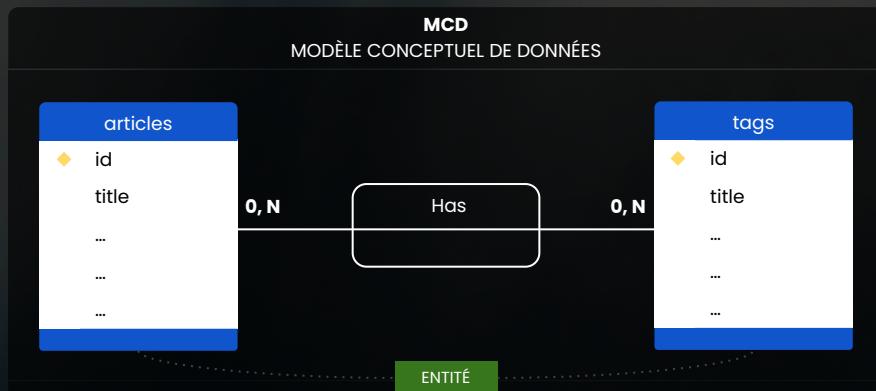 MCD
MODÈLE CONCEPTUEL DE DONNÉES
articles
id
title
...
...
...
0, N
Has
0, N
tags
id
title
...
...
...
ENTITÉ